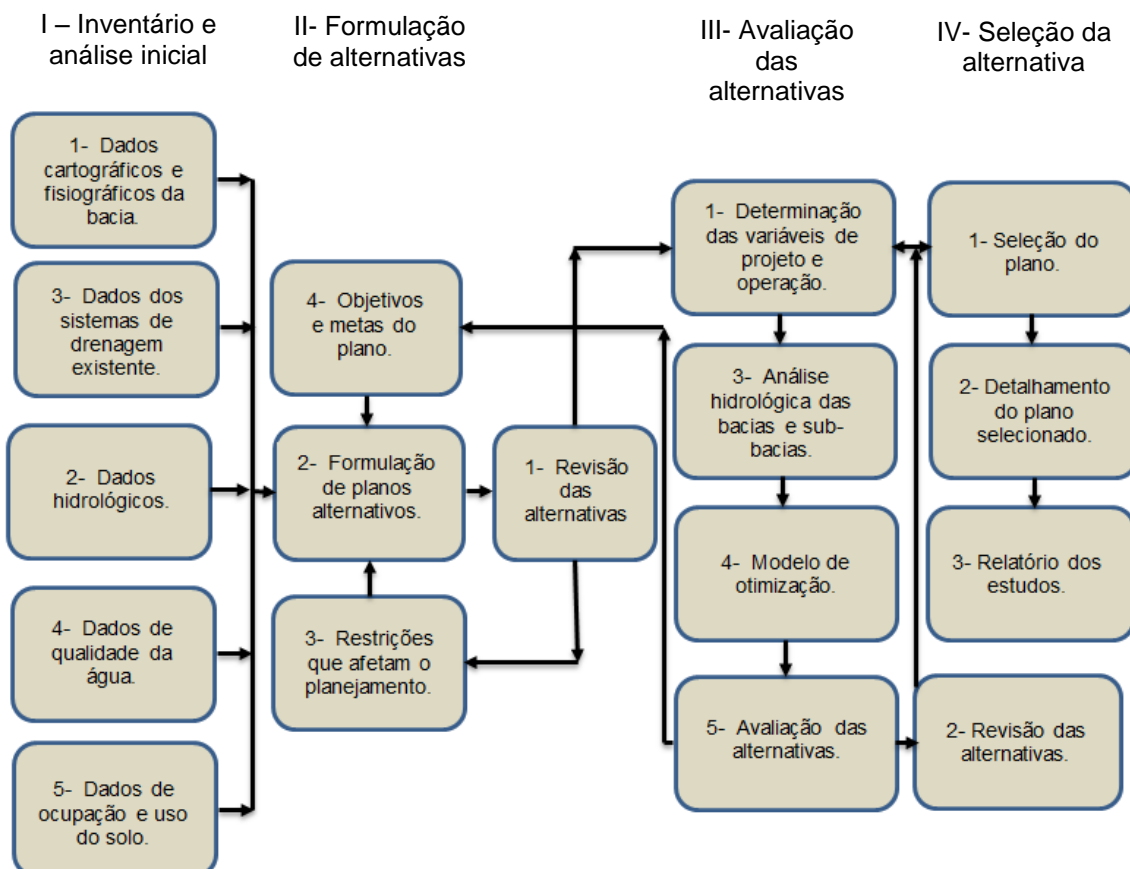 I – Inventário e
análise inicial
II- Formulação
de alternativas
III- Avaliação
das
alternativas
IV- Seleção da
alternativa
1- Dados
cartográficos e
fisiográficos da
bacia.
3- Dados dos
sistemas de
drenagem
existente.
2- Dados
hidrológicos.
4- Dados de
qualidade da
água.
5- Dados de
ocupação e uso
do solo.
4- Objetivos
e metas do
plano.
2- Formulação
de planos
alternativos.
3- Restrições
que afetam o
planejamento.
1- Revisão
das
alternativas
1- Determinação
das variáveis de
projeto e
operação.
3- Análise
hidrológica das
bacias e sub-
bacias.
4- Modelo de
otimização.
5- Avaliação das
alternativas.
1- Seleção do
plano.
2- Detalhamento
do plano
selecionado.
3- Relatório dos
estudos.
2- Revisão das
alternativas.